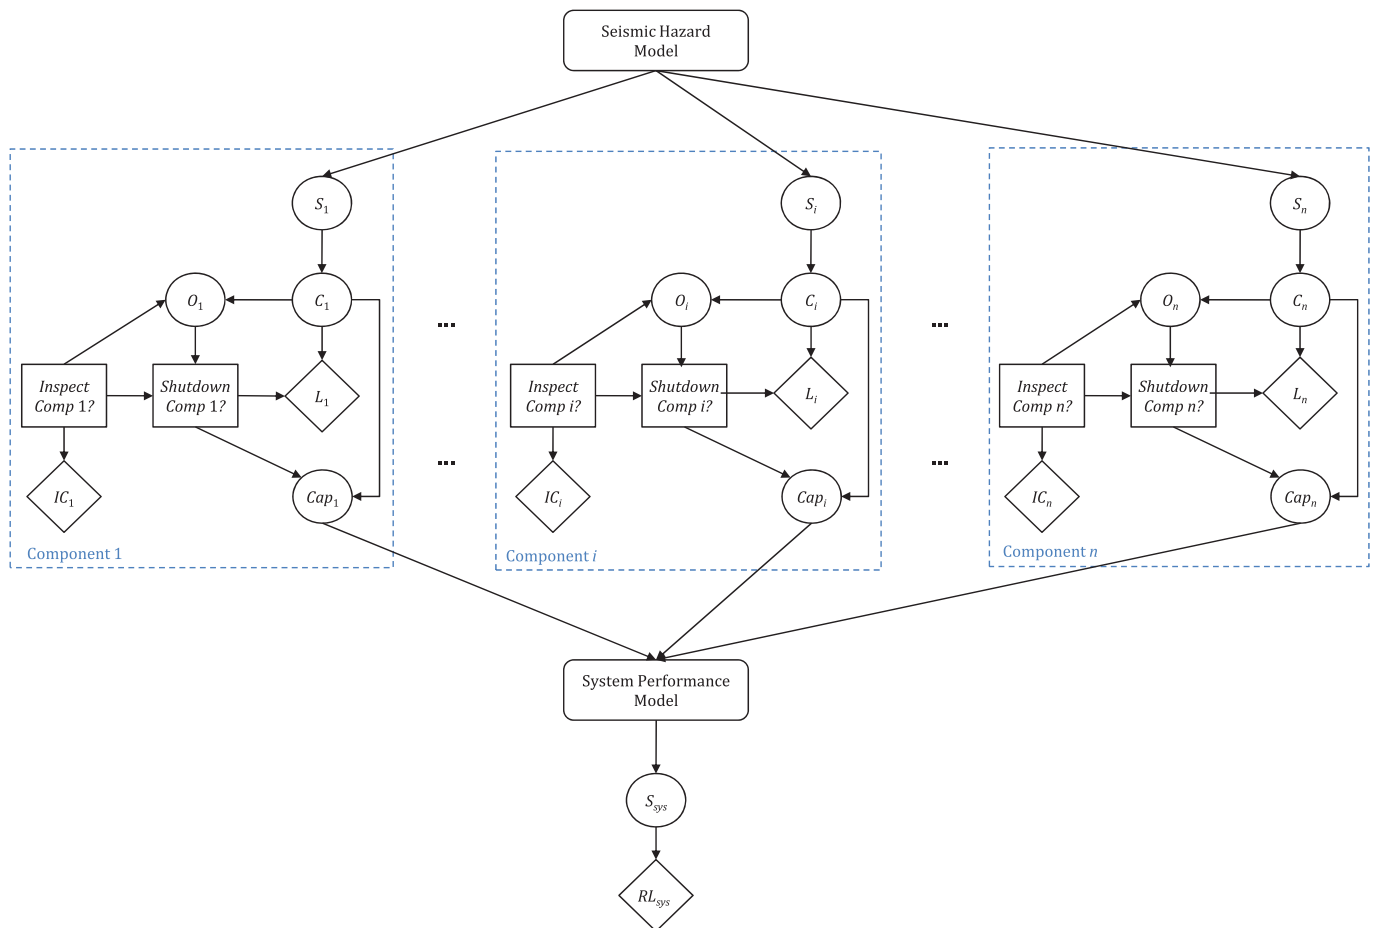 Seismic Hazard
Model
S₁
O₁
C₁
Inspect
Comp 1?
Shutdown
Comp 1?
L₁
IC₁
Cap₁
Component 1
Sᵢ
Oᵢ
Cᵢ
Inspect
Comp i?
Shutdown
Comp i?
Lᵢ
ICᵢ
Capᵢ
Component i
...
...
...
...
Sₙ
Oₙ
Cₙ
Inspect
Comp n?
Shutdown
Comp n?
Lₙ
ICₙ
Capₙ
Component n
System Performance
Model
S_sys
RL_sys